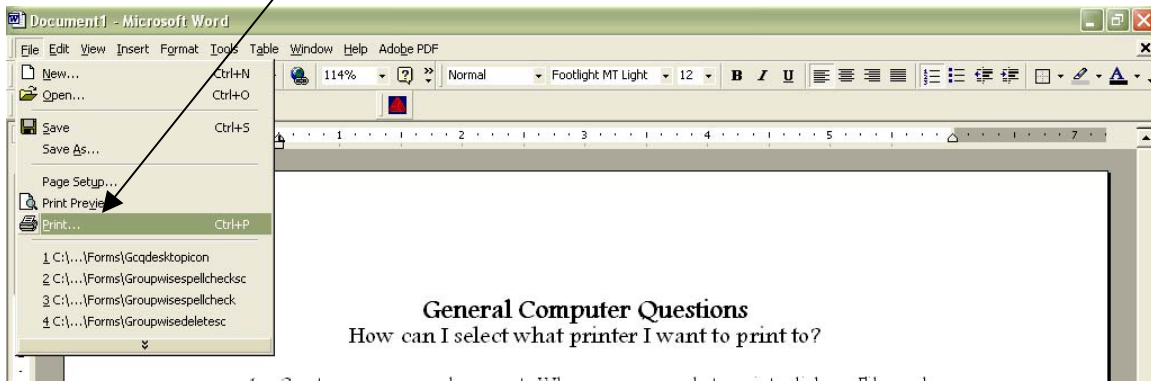 Document1 - Microsoft Word
File Edit View Insert Format Tools Table Window Help Adobe PDF
New... Ctrl+N
114% Normal Footlight MT Light 12 B I U
Open... Ctrl+O
Save Ctrl+S
1 2 3 4 5 7
Save As...
Page Setup...
Print Preview
Print... Ctrl+P
1 C:\...\Forms\Gcqdesktopicon
2 C:\...\Forms\Groupwisespellchecksc
3 C:\...\Forms\Groupwisespellcheck
4 C:\...\Forms\Groupwisedeletesc
General Computer Questions
How can I select what printer I want to print to?